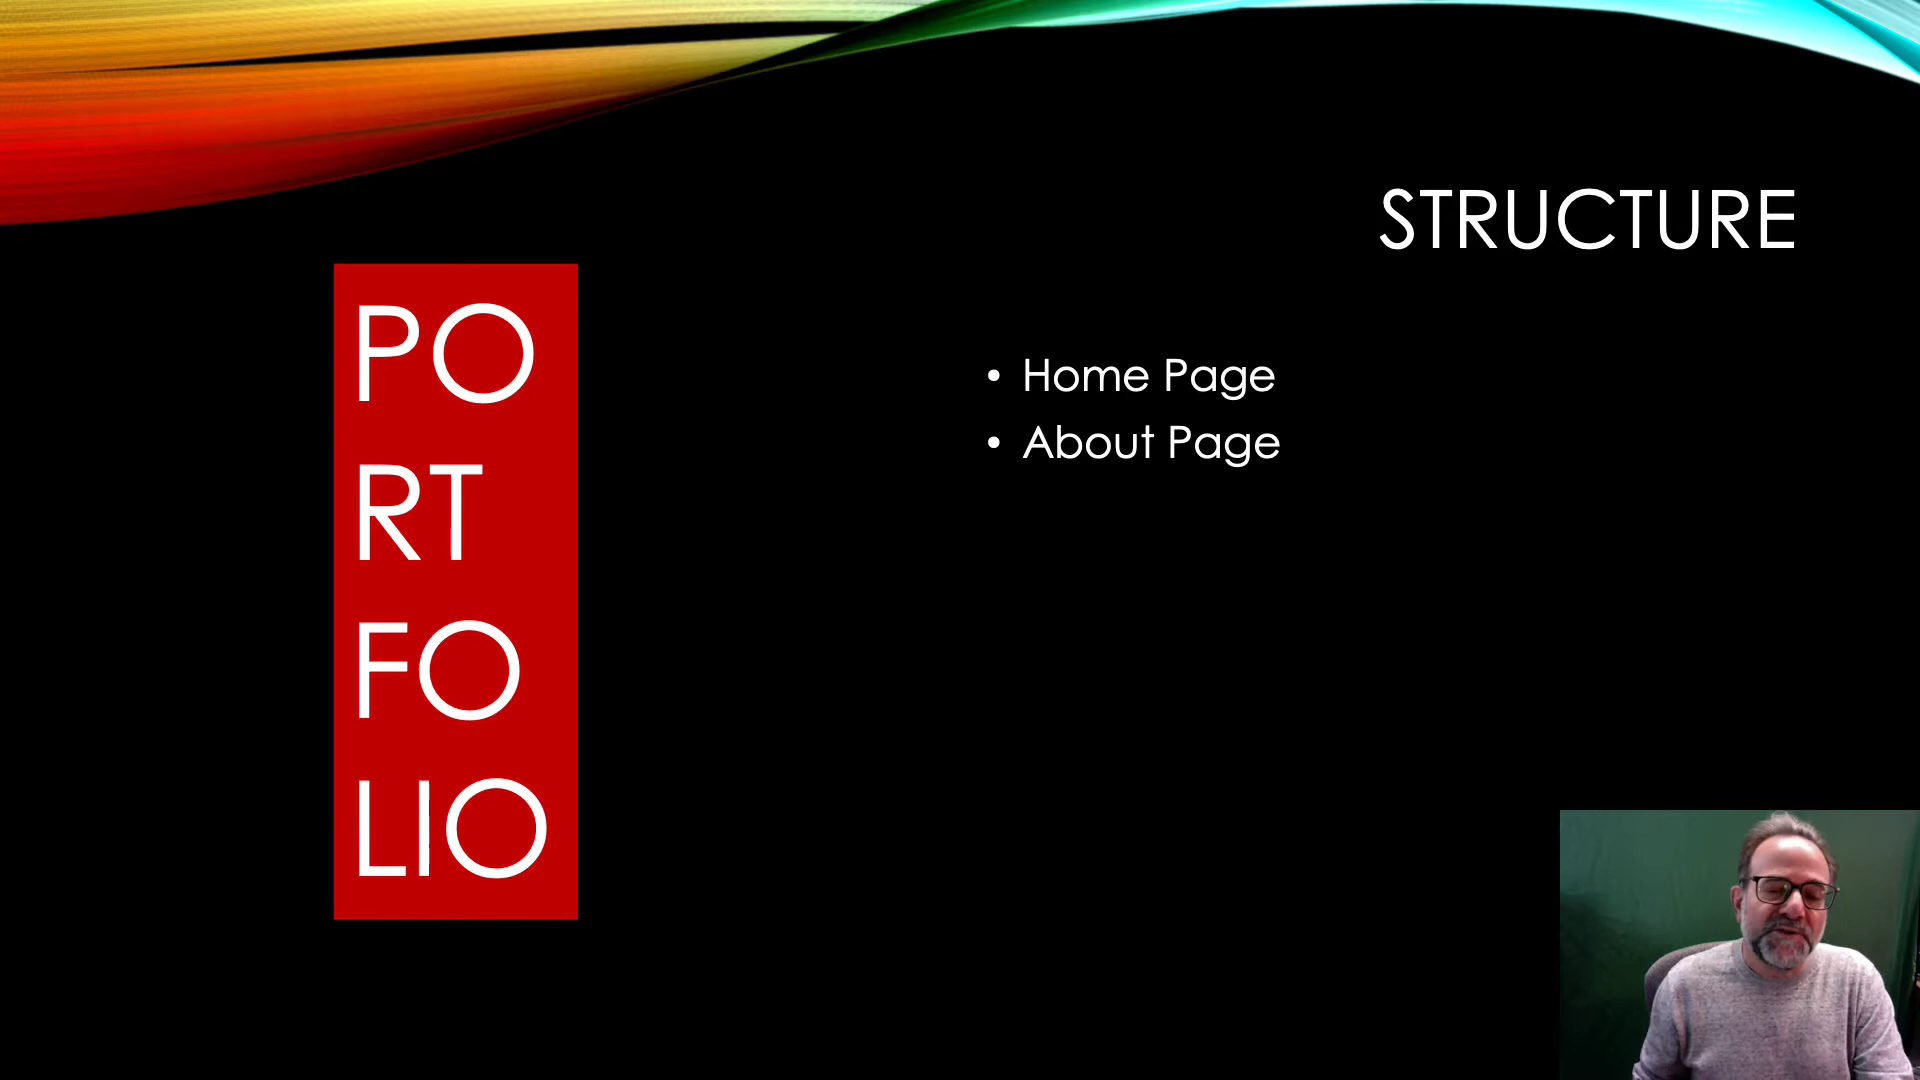 STRUCTURE
PO
RT
FO
LIO
• Home Page
• About Page